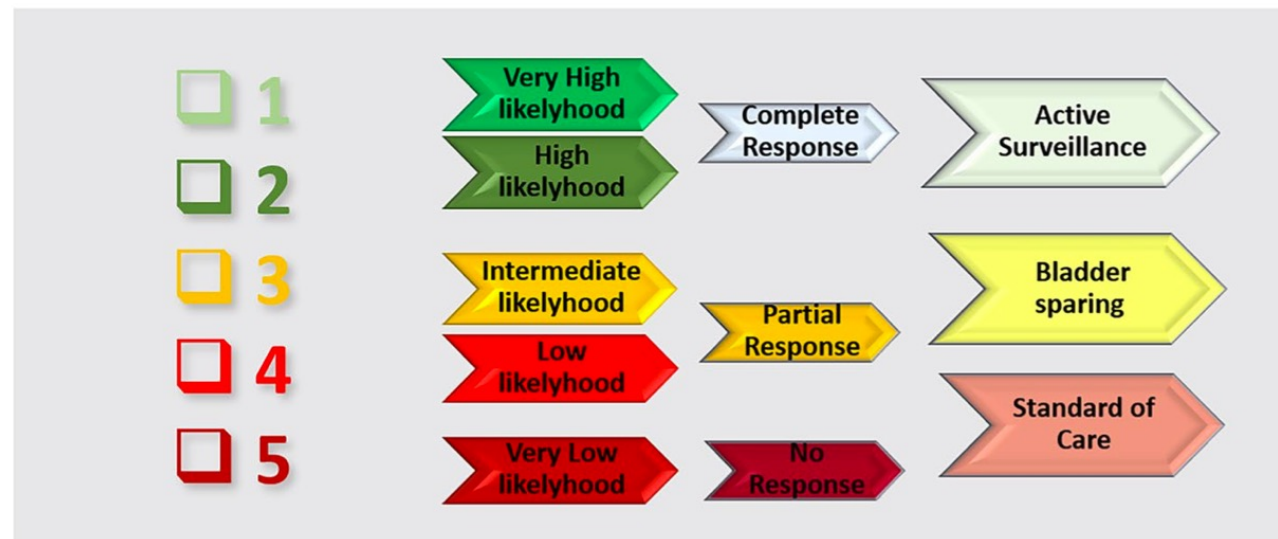 1
Very High
likelyhood
Complete
Response
Active
Surveillance
2
High
likelyhood
3
Intermediate
likelyhood
Partial
Response
Bladder
sparing
4
Low
likelyhood
Standard of
Care
5
Very Low
likelyhood
No
Response